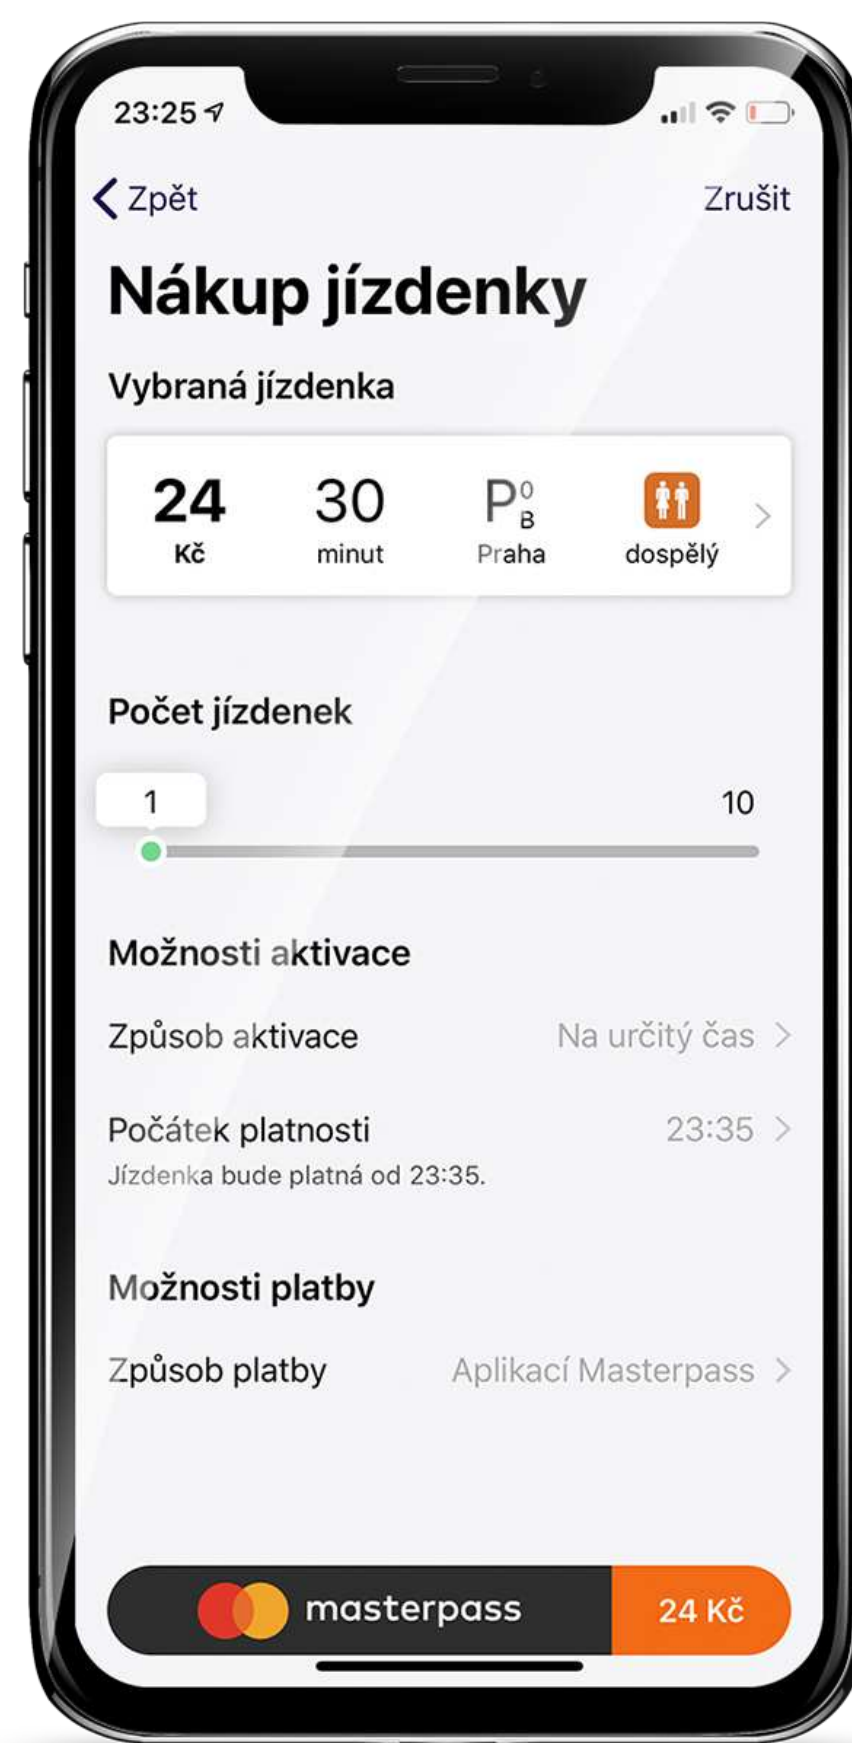 23:25
Zpět Zrušit
Nákup jízdenky
Vybraná jízdenka
24 30 P 0 B
Kč minut Praha dospělý
Počet jízdenek
1 10
Možnosti aktivace
Způsob aktivace Na určitý čas
Počátek platnosti 23:35
Jízdenka bude platná od 23:35.
Možnosti platby
Způsob platby Aplikací Masterpass
masterpass 24 Kč